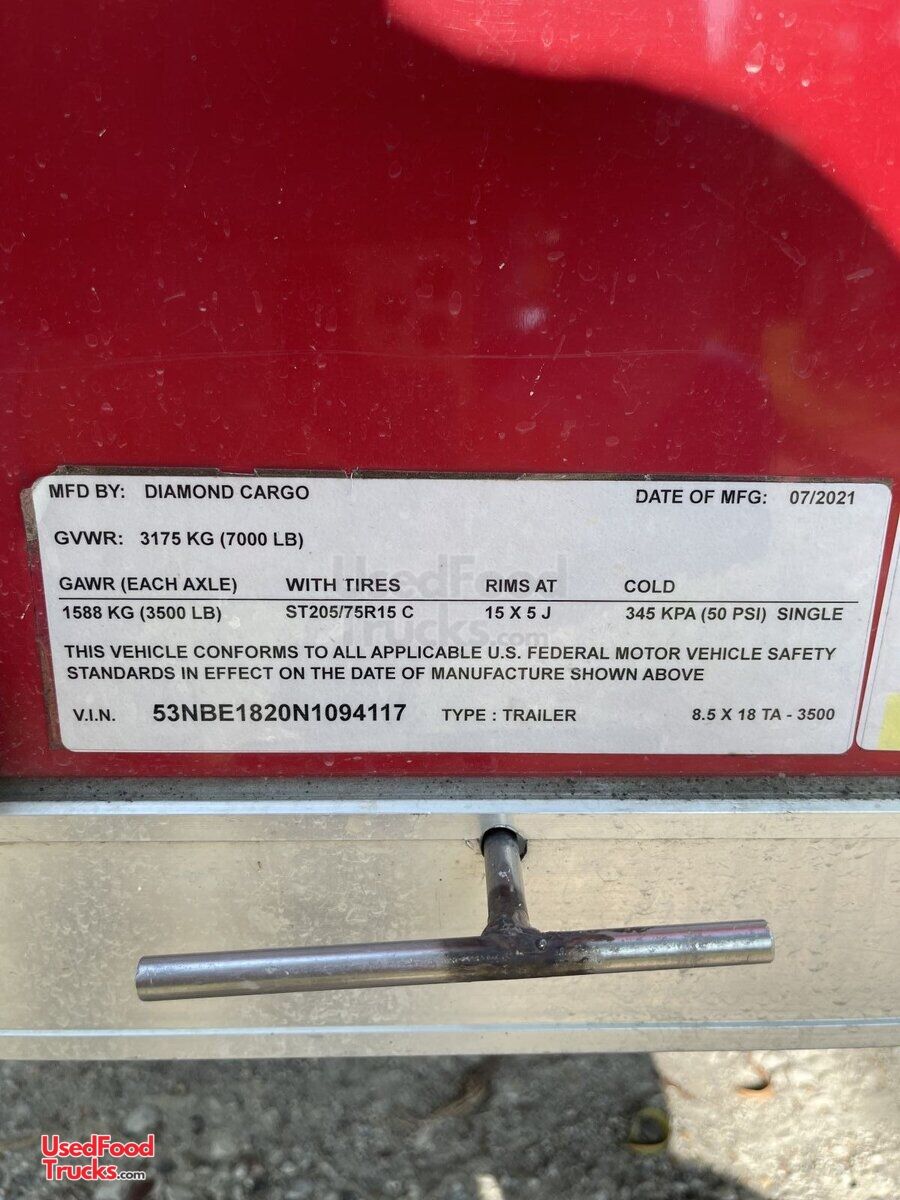 MFD BY: DIAMOND CARGO DATE OF MFG: 07/2021
GVWR: 3175 KG (7000 LB)
GAWR (EACH AXLE) WITH TIRES RIMS AT COLD
1588 KG (3500 LB) ST205/75R15 C 15 X 5 J 345 KPA (50 PSI) SINGLE
THIS VEHICLE CONFORMS TO ALL APPLICABLE U.S. FEDERAL MOTOR VEHICLE SAFETY
STANDARDS IN EFFECT ON THE DATE OF MANUFACTURE SHOWN ABOVE
V.I.N. 53NBE1820N1094117 TYPE : TRAILER 8.5 X 18 TA - 3500
UsedFood
Trucks.com
UsedFood
Trucks.com